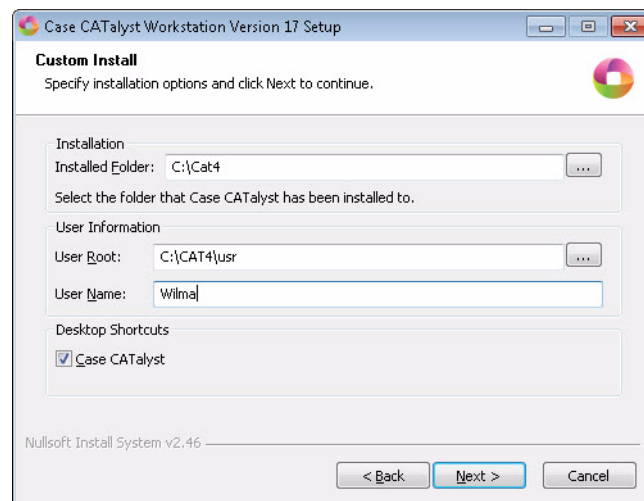 Case CATalyst Workstation Version 17 Setup
Custom Install
Specify installation options and click Next to continue.
Installation
Installed Folder: C:\Cat4 ...
Select the folder that Case CATalyst has been installed to.
User Information
User Root: C:\CAT4\usr ...
User Name: Wilma
Desktop Shortcuts
Case CATalyst
Nullsoft Install System v2.46
< Back Next > Cancel